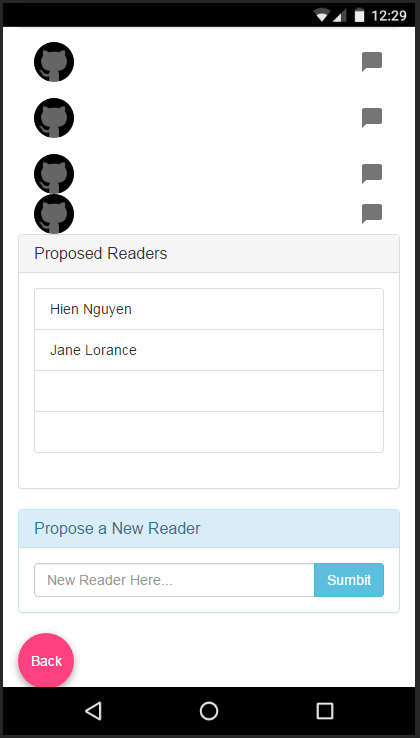 12:29
Proposed Readers
Hien Nguyen
Jane Lorance
Propose a New Reader
New Reader Here...
Sumbit
Back